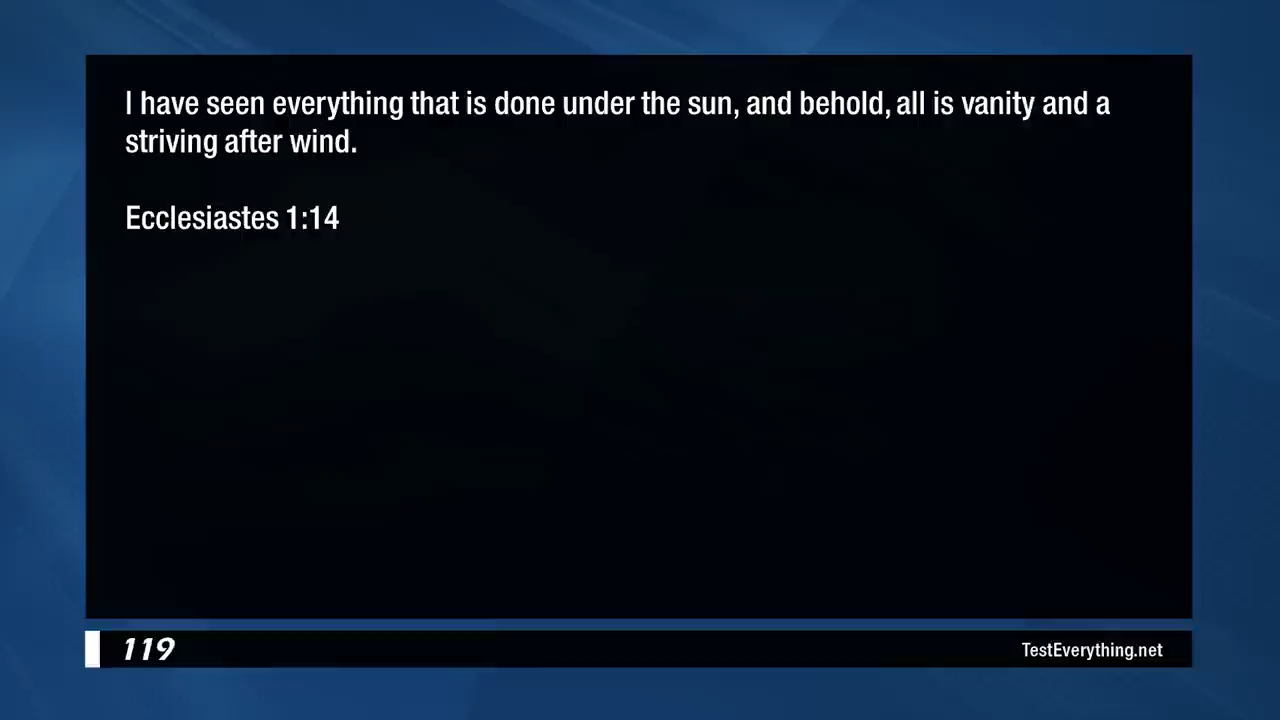 I have seen everything that is done under the sun, and behold, all is vanity and a
striving after wind.
Ecclesiastes 1:14
119
TestEverything.net